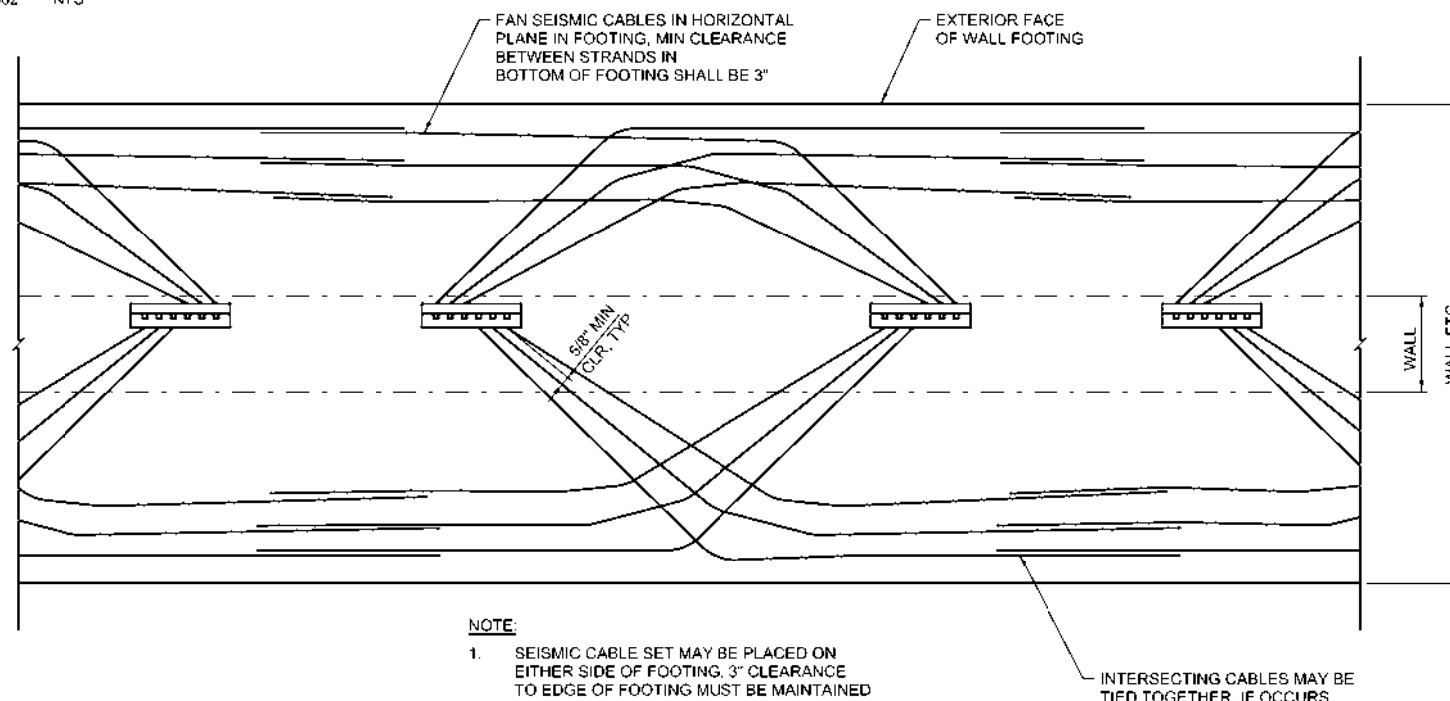 NTS
FAN SEISMIC CABLES IN HORIZONTAL
PLANE IN FOOTING, MIN CLEARANCE
BETWEEN STRANDS IN
BOTTOM OF FOOTING SHALL BE 3"
EXTERIOR FACE
OF WALL FOOTING
5/8" MIN
CLR, TYP
WALL
WALL FTG
NOTE:
1. SEISMIC CABLE SET MAY BE PLACED ON
EITHER SIDE OF FOOTING. 3" CLEARANCE
TO EDGE OF FOOTING MUST BE MAINTAINED
INTERSECTING CABLES MAY BE
TIED TOGETHER, IF OCCURS